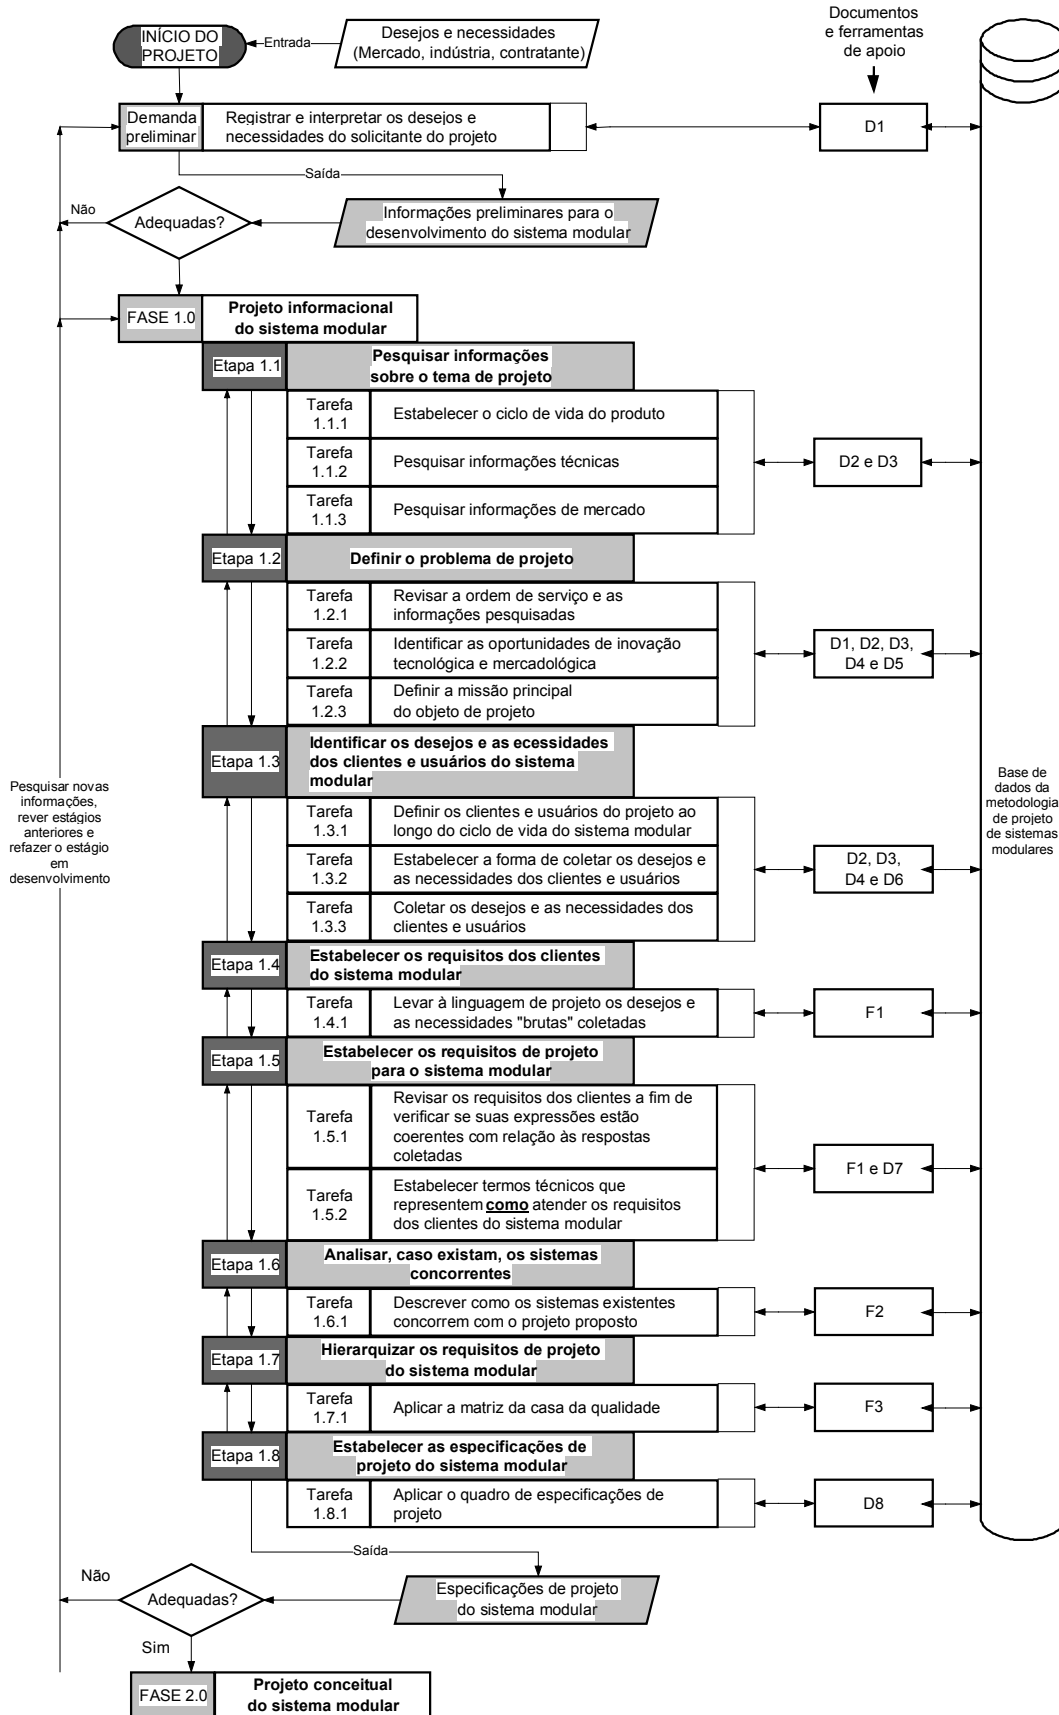 INÍCIO DO
PROJETO
Entrada
Desejos e necessidades
(Mercado, indústria, contratante)
Documentos
e ferramentas
de apoio
Demanda
preliminar
Registrar e interpretar os desejos e
necessidades do solicitante do projeto
D1
Saída
Não
Adequadas?
Informações preliminares para o
desenvolvimento do sistema modular
FASE 1.0
Projeto informacional
do sistema modular
Etapa 1.1
Pesquisar informações
sobre o tema de projeto
Tarefa
1.1.1
Estabelecer o ciclo de vida do produto
Tarefa
1.1.2
Pesquisar informações técnicas
D2 e D3
Tarefa
1.1.3
Pesquisar informações de mercado
Etapa 1.2
Definir o problema de projeto
Tarefa
1.2.1
Revisar a ordem de serviço e as
informações pesquisadas
Tarefa
1.2.2
Identificar as oportunidades de inovação
tecnológica e mercadológica
D1, D2, D3,
D4 e D5
Tarefa
1.2.3
Definir a missão principal
do objeto de projeto
Etapa 1.3
Identificar os desejos e as ecessidades
dos clientes e usuários do sistema
modular
Pesquisar novas
informações,
rever estágios
anteriores e
refazer o estágio
em
desenvolvimento
Base de
dados da
metodologia
de projeto
de sistemas
modulares
Tarefa
1.3.1
Definir os clientes e usuários do projeto ao
longo do ciclo de vida do sistema modular
Tarefa
1.3.2
Estabelecer a forma de coletar os desejos e
as necessidades dos clientes e usuários
D2, D3,
D4 e D6
Tarefa
1.3.3
Coletar os desejos e as necessidades dos
clientes e usuários
Etapa 1.4
Estabelecer os requisitos dos clientes
do sistema modular
Tarefa
1.4.1
Levar à linguagem de projeto os desejos e
as necessidades "brutas" coletadas
F1
Etapa 1.5
Estabelecer os requisitos de projeto
para o sistema modular
Tarefa
1.5.1
Revisar os requisitos dos clientes a fim de
verificar se suas expressões estão
coerentes com relação às respostas
coletadas
F1 e D7
Tarefa
1.5.2
Estabelecer termos técnicos que
representem como atender os requisitos
dos clientes do sistema modular
Etapa 1.6
Analisar, caso existam, os sistemas
concorrentes
Tarefa
1.6.1
Descrever como os sistemas existentes
concorrem com o projeto proposto
F2
Etapa 1.7
Hierarquizar os requisitos de projeto
do sistema modular
Tarefa
1.7.1
Aplicar a matriz da casa da qualidade
F3
Etapa 1.8
Estabelecer as especificações de
projeto do sistema modular
Tarefa
1.8.1
Aplicar o quadro de especificações de
projeto
D8
Saída
Não
Adequadas?
Especificações de projeto
do sistema modular
Sim
FASE 2.0
Projeto conceitual
do sistema modular